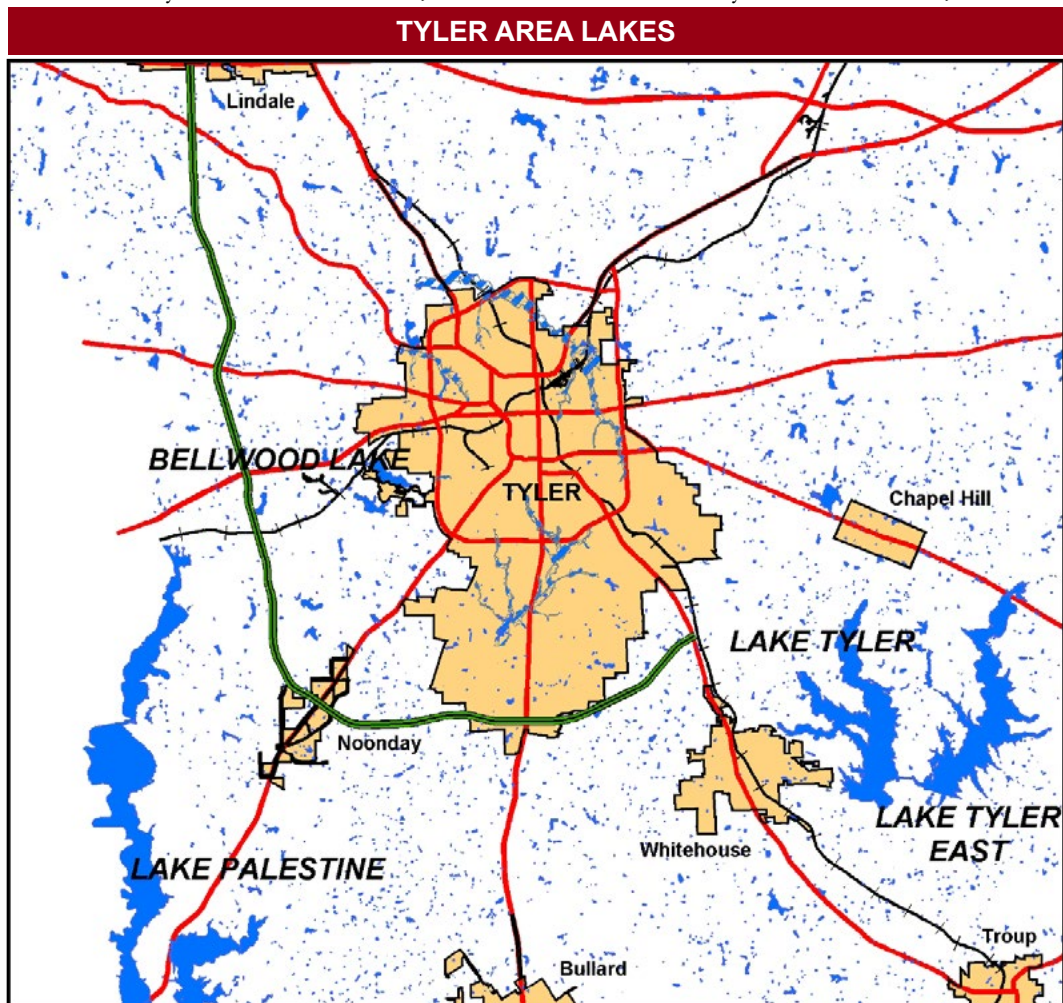 TYLER AREA LAKES
Lindale
BELLWOOD LAKE
TYLER
Chapel Hill
LAKE TYLER
Noonday
LAKE TYLER
EAST
Whitehouse
LAKE PALESTINE
Troup
Bullard